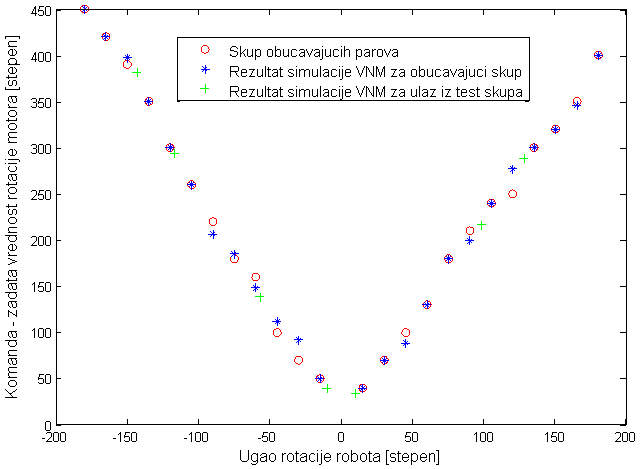 450
400
350
300
250
200
150
100
50
0
Komanda - zadata vrednost rotacije motora [stepen]
Skup obucavajucih parova
Rezultat simulacije VNM za obucavajuci skup
Rezultat simulacije VNM za ulaz iz test skupa
-200 -150 -100 -50 0 50 100 150 200
Ugao rotacije robota [stepen]